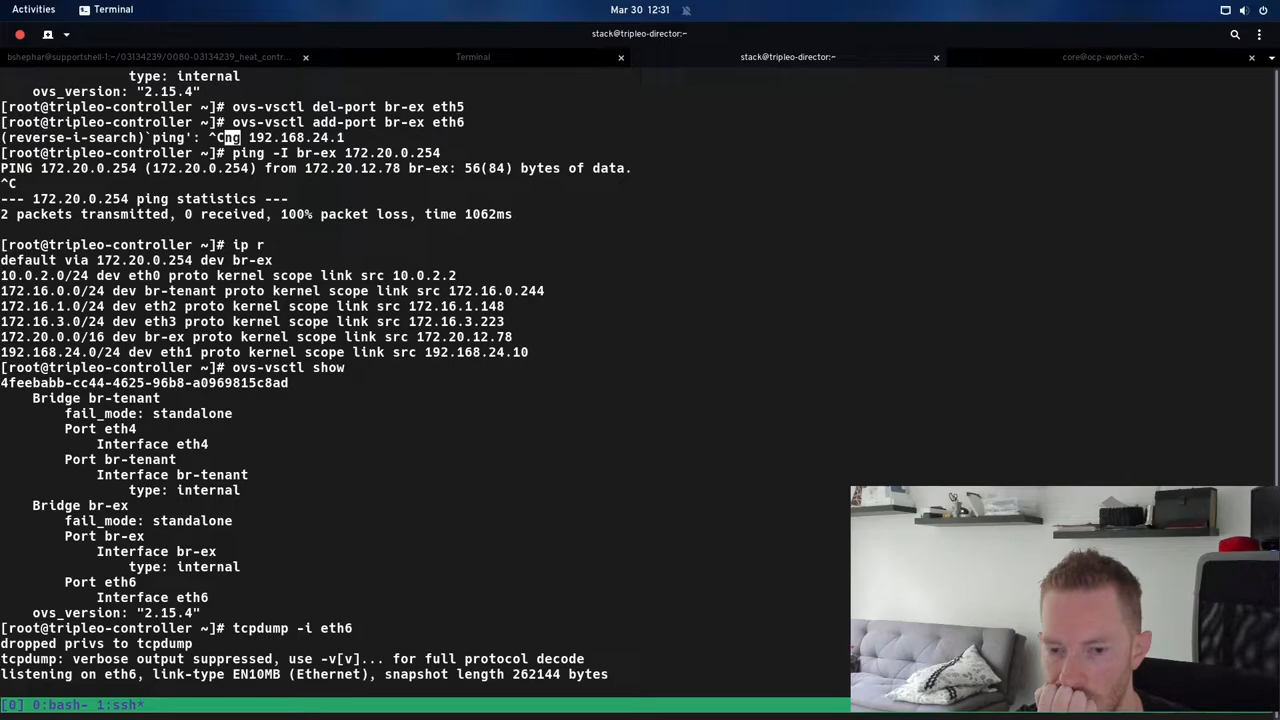 Activities
Terminal
Mar 30 12:31
stack@tripleo-director:~
bshephar@supportshell-1:~/03134239/0080-03134239_heat_contr...
Terminal
stack@tripleo-director:~
core@ocp-worker3:~
type: internal
ovs_version: "2.15.4"
[root@tripleo-controller ~]# ovs-vsctl del-port br-ex eth5
[root@tripleo-controller ~]# ovs-vsctl add-port br-ex eth6
(reverse-i-search)`ping': ^Cng 192.168.24.1
[root@tripleo-controller ~]# ping -I br-ex 172.20.0.254
PING 172.20.0.254 (172.20.0.254) from 172.20.12.78 br-ex: 56(84) bytes of data.
^C
--- 172.20.0.254 ping statistics ---
2 packets transmitted, 0 received, 100% packet loss, time 1062ms
[root@tripleo-controller ~]# ip r
default via 172.20.0.254 dev br-ex
10.0.2.0/24 dev eth0 proto kernel scope link src 10.0.2.2
172.16.0.0/24 dev br-tenant proto kernel scope link src 172.16.0.244
172.16.1.0/24 dev eth2 proto kernel scope link src 172.16.1.148
172.16.3.0/24 dev eth3 proto kernel scope link src 172.16.3.223
172.20.0.0/16 dev br-ex proto kernel scope link src 172.20.12.78
192.168.24.0/24 dev eth1 proto kernel scope link src 192.168.24.10
[root@tripleo-controller ~]# ovs-vsctl show
4feebabb-cc44-4625-96b8-a0969815c8ad
Bridge br-tenant
fail_mode: standalone
Port eth4
Interface eth4
Port br-tenant
Interface br-tenant
type: internal
Bridge br-ex
fail_mode: standalone
Port br-ex
Interface br-ex
type: internal
Port eth6
Interface eth6
ovs_version: "2.15.4"
[root@tripleo-controller ~]# tcpdump -i eth6
dropped privs to tcpdump
tcpdump: verbose output suppressed, use -v[v]... for full protocol decode
listening on eth6, link-type EN10MB (Ethernet), snapshot length 262144 bytes
[0] 0:bash- 1:ssh*